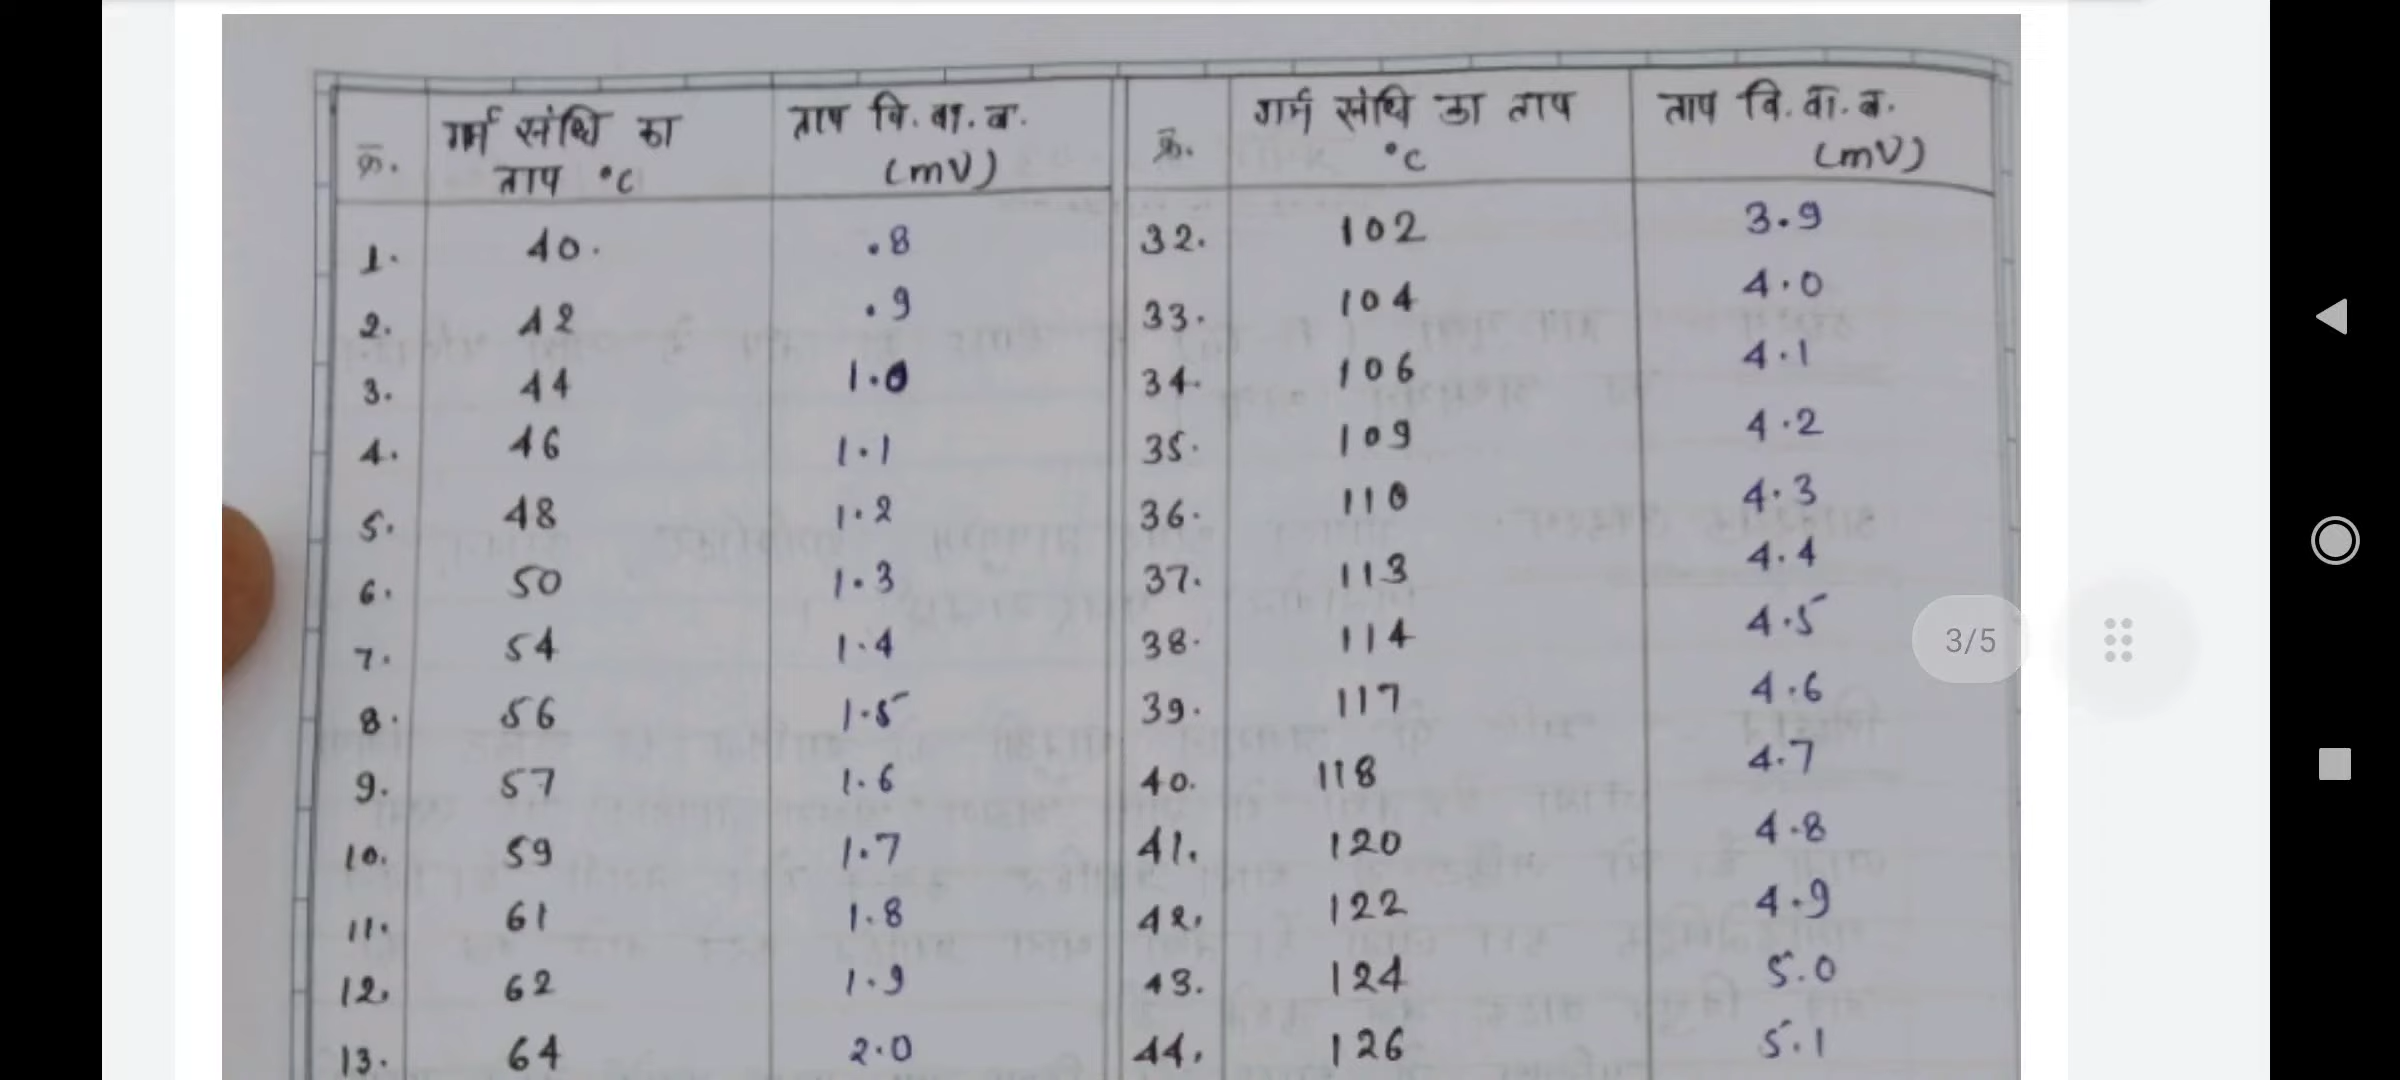 क्र. गर्म संधि का ताप °C ताप वि. वा. ब. (mV) क्र. गर्म संधि का ताप °C ताप वि. वा. ब. (mV)
1. 40. .8 32. 102 3.9
2. 42 .9 33. 104 4.0
3. 44 1.0 34. 106 4.1
4. 46 1.1 35. 109 4.2
5. 48 1.2 36. 110 4.3
6. 50 1.3 37. 113 4.4
7. 54 1.4 38. 114 4.5
8. 56 1.5 39. 117 4.6
9. 57 1.6 40. 118 4.7
10. 59 1.7 41. 120 4.8
11. 61 1.8 42. 122 4.9
12. 62 1.9 43. 124 5.0
13. 64 2.0 44. 126 5.1
3/5